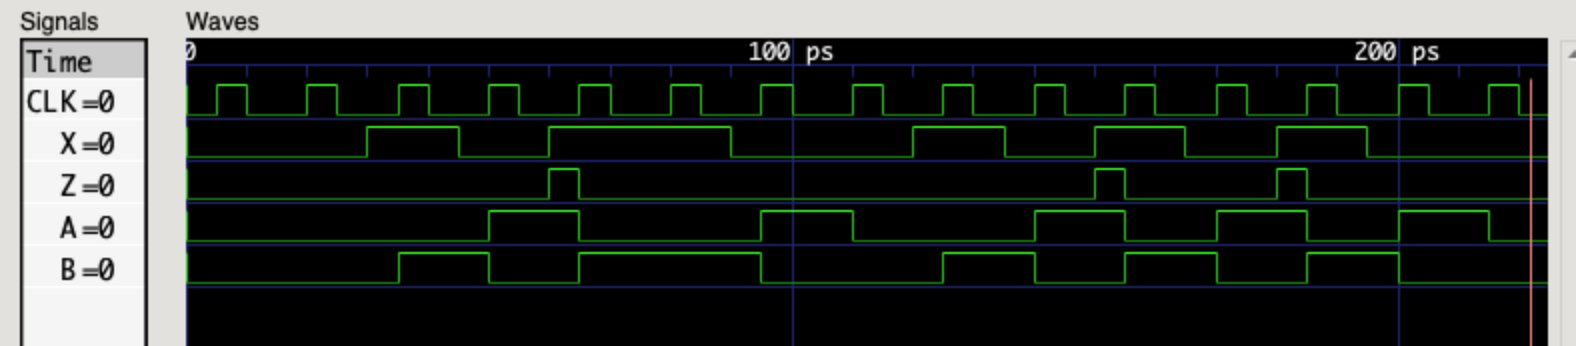 Signals
Waves
Time
0
100 ps
200 ps
CLK=0
X=0
Z=0
A=0
B=0